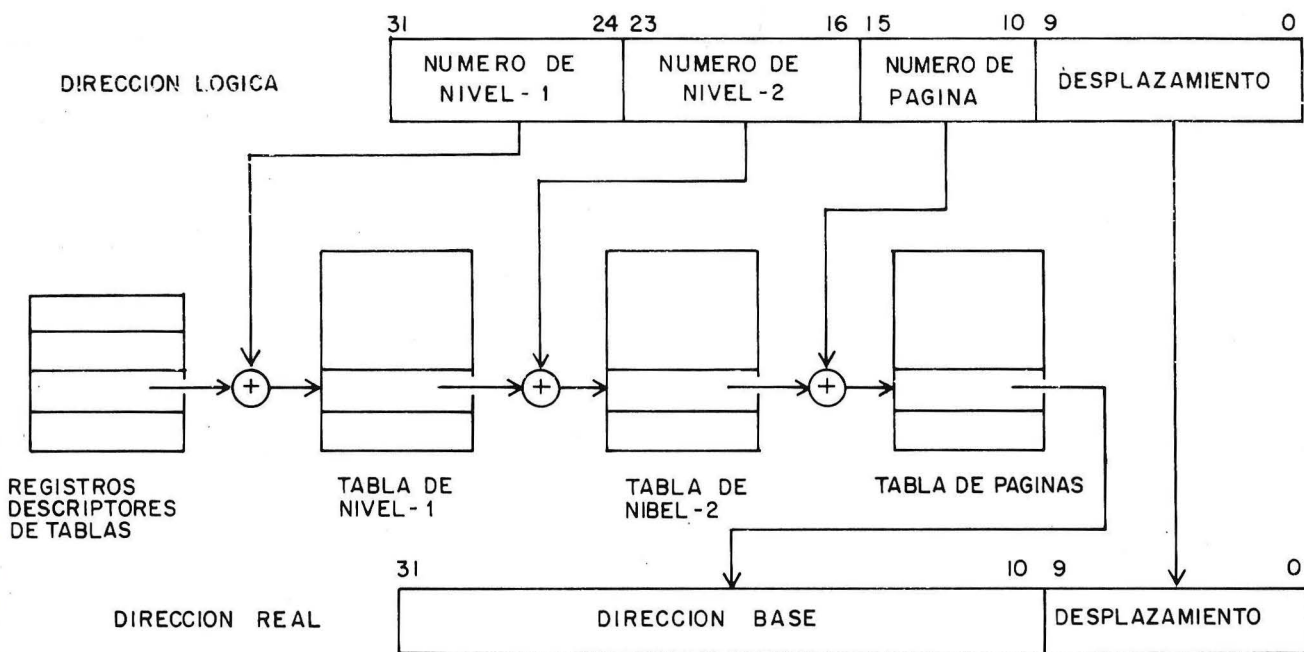 31 24 23 16 15 10 9 0
DIRECCION LOGICA
NUMERO DE
NIVEL-1
NUMERO DE
NIVEL-2
NUMERO DE
PAGINA
DESPLAZAMIENTO
+ + +
REGISTROS
DESCRIPTORES
DE TABLAS
TABLA DE
NIVEL-1
TABLA DE
NIBEL-2
TABLA DE PAGINAS
31 10 9 0
DIRECCION REAL
DIRECCION BASE
DESPLAZAMIENTO